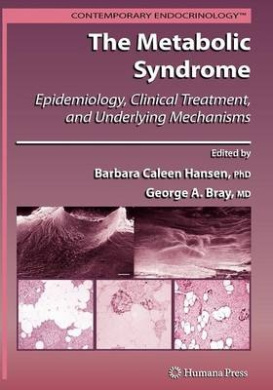 CONTEMPORARY ENDOCRINOLOGY™
The Metabolic
Syndrome
Epidemiology, Clinical Treatment,
and Underlying Mechanisms
Edited by
Barbara Caleen Hansen, PhD
George A. Bray, MD
Humana Press